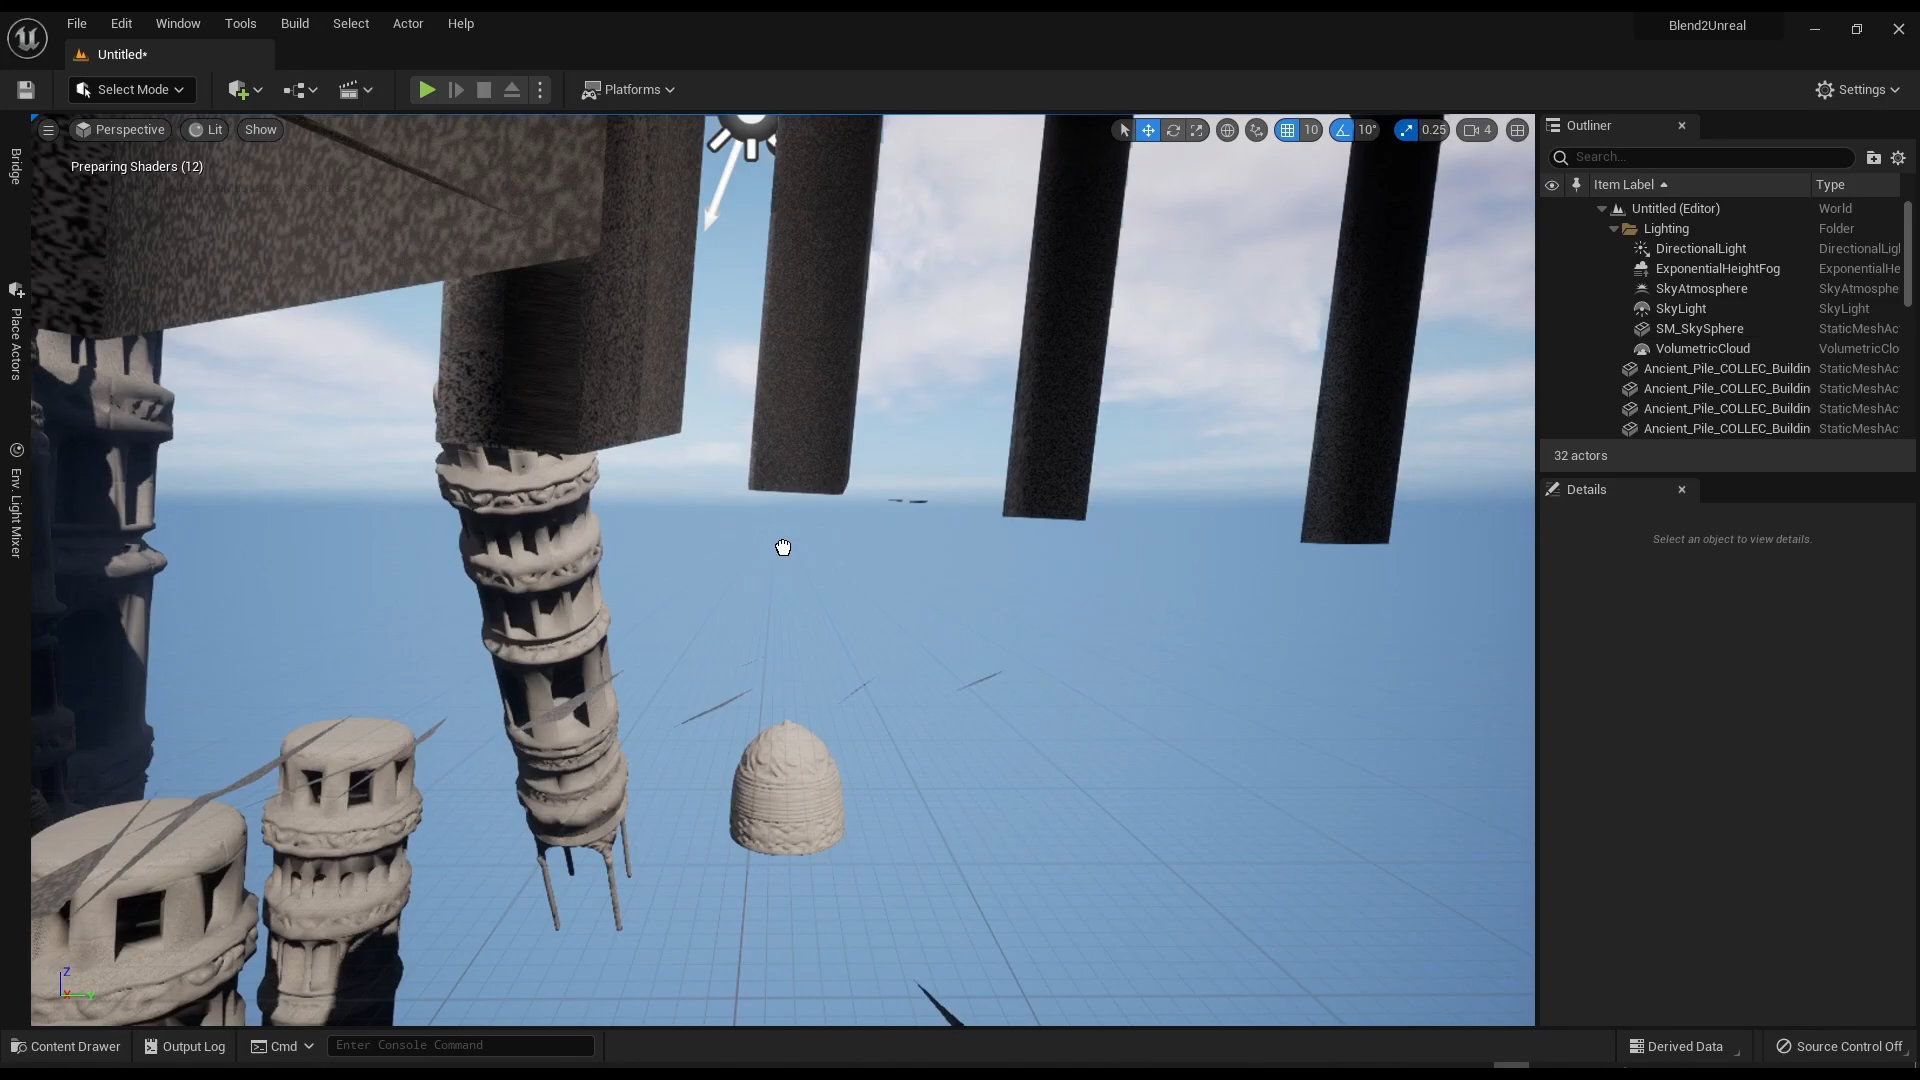 File Edit Window Tools Build Select Actor Help
Blend2Unreal
Untitled*
Select Mode
Platforms
Settings
Perspective Lit Show
10 10° 0.25 4
Preparing Shaders (12)
Bridge
Place Actors
Env. Light Mixer
Outliner
Search...
Item Label Type
Untitled (Editor) World
Lighting Folder
DirectionalLight DirectionalLigl
ExponentialHeightFog ExponentialHe
SkyAtmosphere SkyAtmosphe
SkyLight SkyLight
SM_SkySphere StaticMeshAc
VolumetricCloud VolumetricClo
Ancient_Pile_COLLEC_Buildin StaticMeshAc
Ancient_Pile_COLLEC_Buildin StaticMeshAc
Ancient_Pile_COLLEC_Buildin StaticMeshAc
Ancient_Pile_COLLEC_Buildin StaticMeshAc
32 actors
Details
Select an object to view details.
Z
X Y
Content Drawer Output Log Cmd Enter Console Command
Derived Data Source Control Off